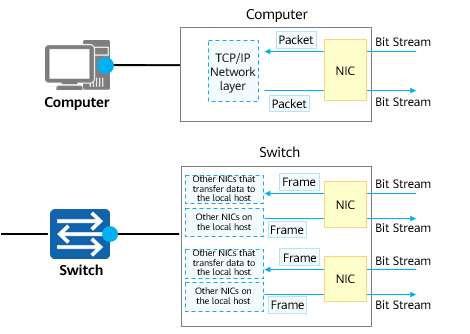 Computer
Packet
Bit Stream
TCP/IP
Network
layer
NIC
Packet
Bit Stream
Computer
Switch
Other NICs that
transfer data to
the local host
Frame
Bit Stream
NIC
Other NICs on
the local host
Frame
Bit Stream
Switch
Other NICs that
transfer data to
the local host
Frame
Bit Stream
NIC
Other NICs on
the local host
Frame
Bit Stream